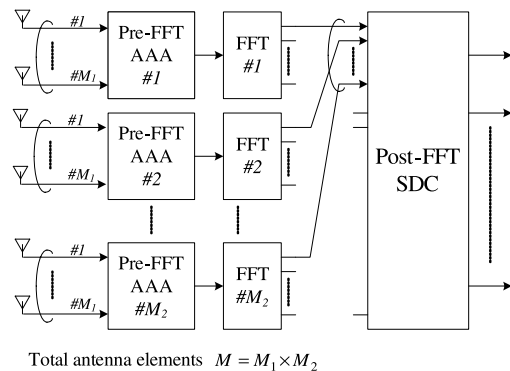 #1
#M₁
Pre-FFT
AAA
#1
FFT
#1
#1
#M₁
Pre-FFT
AAA
#2
FFT
#2
Post-FFT
SDC
#1
#M₁
Pre-FFT
AAA
#M₂
FFT
#M₂
Total antenna elements M = M₁ × M₂